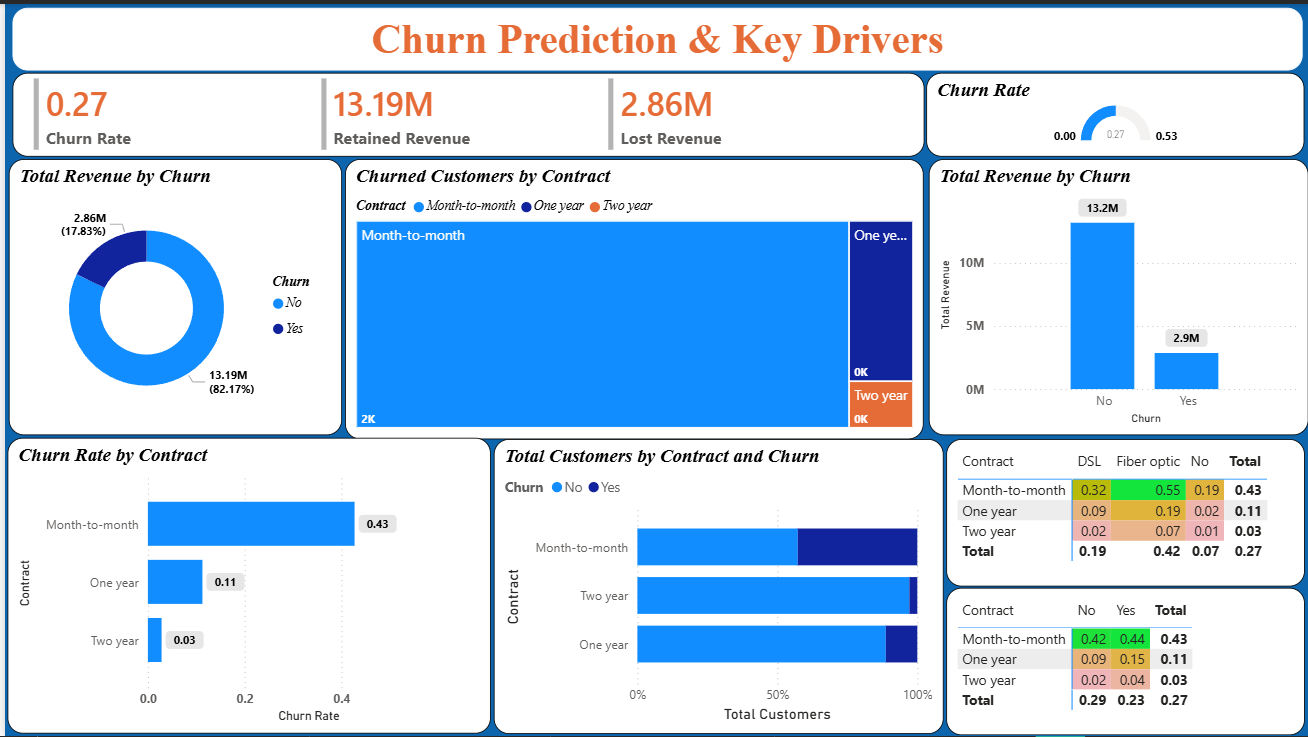 Churn Prediction & Key Drivers
0.27
Churn Rate
13.19M
Retained Revenue
2.86M
Lost Revenue
Churn Rate
0.00
0.27
0.53
Total Revenue by Churn
2.86M
(17.83%)
13.19M
(82.17%)
Churn
No
Yes
Churned Customers by Contract
Contract Month-to-month One year Two year
Month-to-month
2K
One ye...
0K
Two year
0K
Total Revenue by Churn
Total Revenue
10M
5M
0M
13.2M
2.9M
No Yes
Churn
Churn Rate by Contract
Contract
Month-to-month 0.43
One year 0.11
Two year 0.03
0.0 0.2 0.4
Churn Rate
Total Customers by Contract and Churn
Churn No Yes
Contract
Month-to-month
Two year
One year
0% 50% 100%
Total Customers
Contract DSL Fiber optic No Total
Month-to-month 0.32 0.55 0.19 0.43
One year 0.09 0.19 0.02 0.11
Two year 0.02 0.07 0.01 0.03
Total 0.19 0.42 0.07 0.27
Contract No Yes Total
Month-to-month 0.42 0.44 0.43
One year 0.09 0.15 0.11
Two year 0.02 0.04 0.03
Total 0.29 0.23 0.27